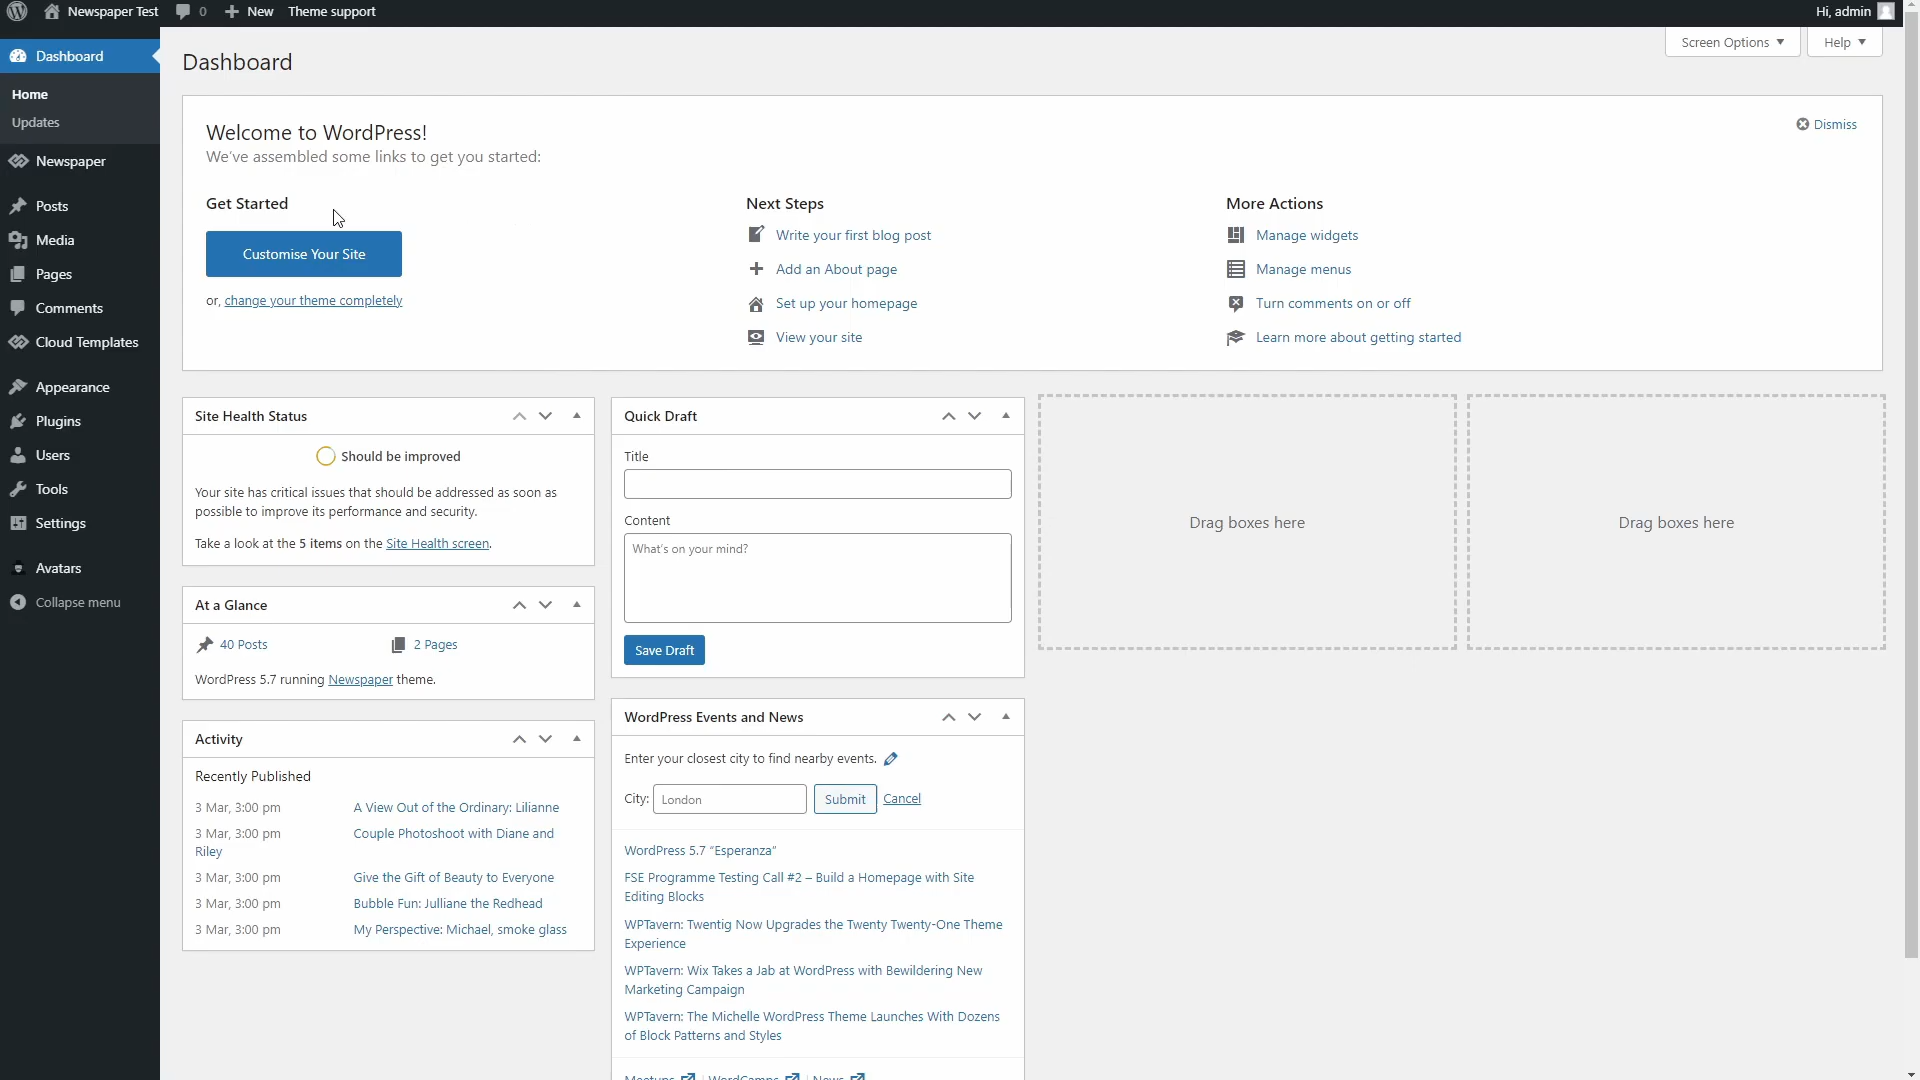 Newspaper Test
0
New
Theme support
Hi, admin
Dashboard
Home
Updates
Newspaper
Posts
Media
Pages
Comments
Cloud Templates
Appearance
Plugins
Users
Tools
Settings
Avatars
Collapse menu
Screen Options
Help
Dashboard
Welcome to WordPress!
We've assembled some links to get you started:
Dismiss
Get Started
Customise Your Site
or, change your theme completely
Next Steps
Write your first blog post
Add an About page
Set up your homepage
View your site
More Actions
Manage widgets
Manage menus
Turn comments on or off
Learn more about getting started
Site Health Status
Should be improved
Your site has critical issues that should be addressed as soon as
possible to improve its performance and security.
Take a look at the 5 items on the Site Health screen.
At a Glance
40 Posts
2 Pages
WordPress 5.7 running Newspaper theme.
Activity
Recently Published
3 Mar, 3:00 pm A View Out of the Ordinary: Lilianne
3 Mar, 3:00 pm Couple Photoshoot with Diane and
Riley
3 Mar, 3:00 pm Give the Gift of Beauty to Everyone
3 Mar, 3:00 pm Bubble Fun: Julliane the Redhead
3 Mar, 3:00 pm My Perspective: Michael, smoke glass
Quick Draft
Title
Content
What's on your mind?
Save Draft
WordPress Events and News
Enter your closest city to find nearby events.
City: London Submit Cancel
WordPress 5.7 “Esperanza”
FSE Programme Testing Call #2 – Build a Homepage with Site
Editing Blocks
WPTavern: Twentig Now Upgrades the Twenty Twenty-One Theme
Experience
WPTavern: Wix Takes a Jab at WordPress with Bewildering New
Marketing Campaign
WPTavern: The Michelle WordPress Theme Launches With Dozens
of Block Patterns and Styles
Meetups | WordCamps | News
Drag boxes here
Drag boxes here